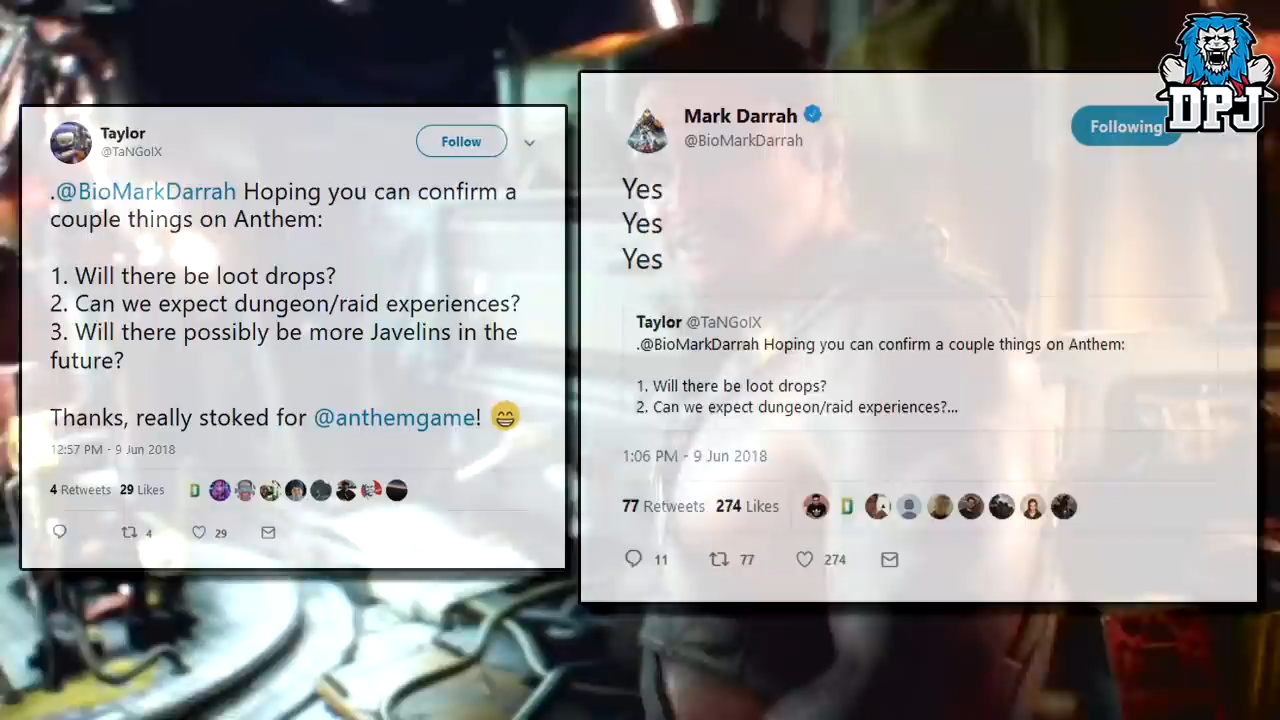 Taylor
@TaNGoIX
Follow
.@BioMarkDarrah Hoping you can confirm a
couple things on Anthem:
1. Will there be loot drops?
2. Can we expect dungeon/raid experiences?
3. Will there possibly be more Javelins in the
future?
Thanks, really stoked for @anthemgame! 😁
12:57 PM - 9 Jun 2018
4 Retweets 29 Likes
4 29
Mark Darrah
@BioMarkDarrah
Following
DPJ
Yes
Yes
Yes
Taylor @TaNGoIX
.@BioMarkDarrah Hoping you can confirm a couple things on Anthem:
1. Will there be loot drops?
2. Can we expect dungeon/raid experiences?...
1:06 PM - 9 Jun 2018
77 Retweets 274 Likes
11 77 274